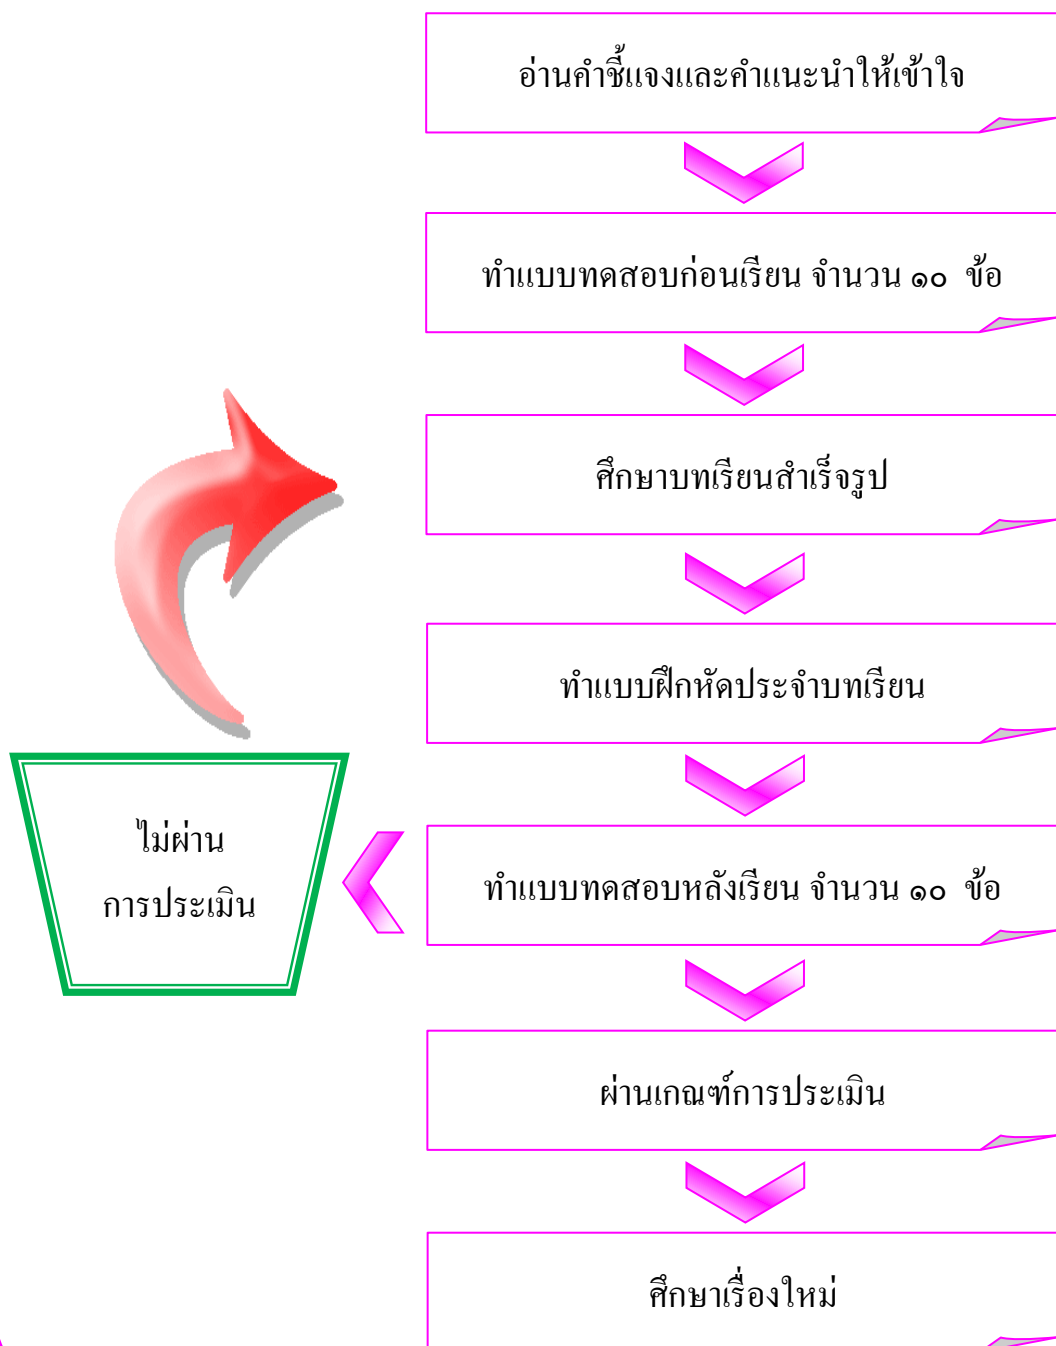 อ่านคำชี้แจงและคำแนะนำให้เข้าใจ
ทำแบบทดสอบก่อนเรียน จำนวน ๑๐ ข้อ
ศึกษาบทเรียนสำเร็จรูป
ทำแบบฝึกหัดประจำบทเรียน
ไม่ผ่าน
การประเมิน
ทำแบบทดสอบหลังเรียน จำนวน ๑๐ ข้อ
ผ่านเกณฑ์การประเมิน
ศึกษาเรื่องใหม่